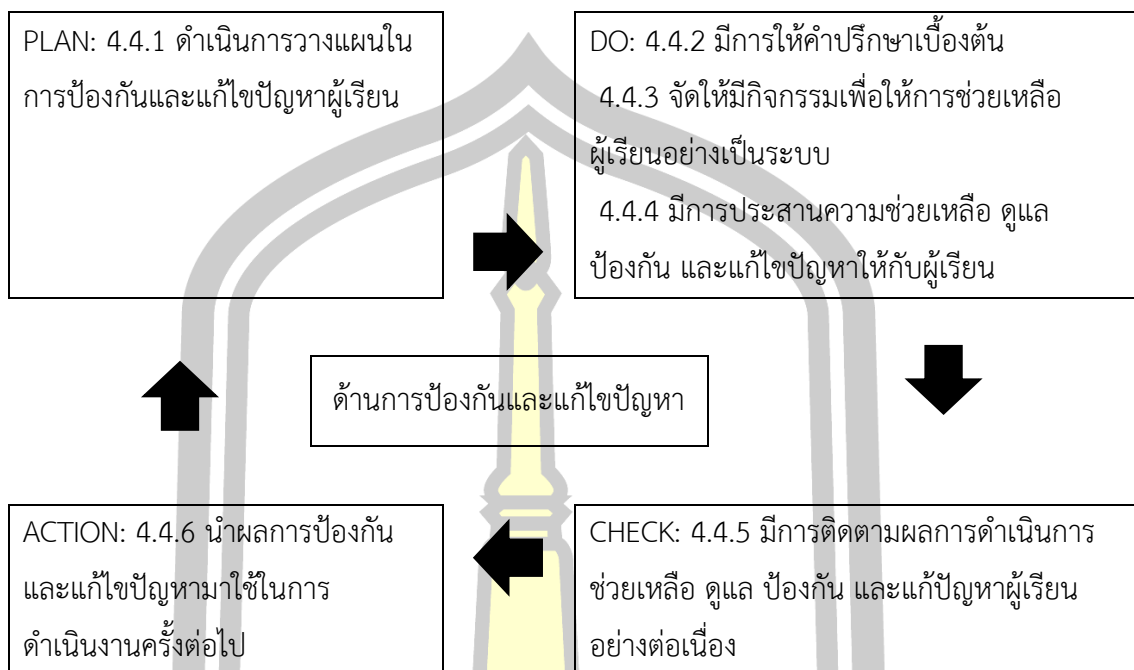 PLAN: 4.4.1 ดำเนินการวางแผนใน
การป้องกันและแก้ไขปัญหาผู้เรียน
DO: 4.4.2 มีการให้คำปรึกษาเบื้องต้น
4.4.3 จัดให้มีกิจกรรมเพื่อให้การช่วยเหลือ
ผู้เรียนอย่างเป็นระบบ
4.4.4 มีการประสานความช่วยเหลือ ดูแล
ป้องกัน และแก้ไขปัญหาให้กับผู้เรียน
ด้านการป้องกันและแก้ไขปัญหา
ACTION: 4.4.6 นำผลการป้องกัน
และแก้ไขปัญหามาใช้ในการ
ดำเนินงานครั้งต่อไป
CHECK: 4.4.5 มีการติดตามผลการดำเนินการ
ช่วยเหลือ ดูแล ป้องกัน และแก้ปัญหาผู้เรียน
อย่างต่อเนื่อง